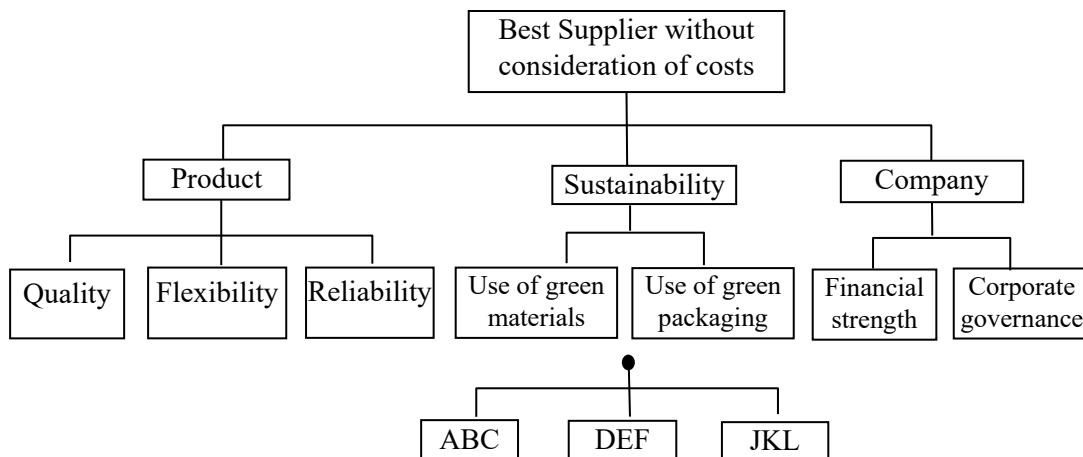 Best Supplier without
consideration of costs
Product
Sustainability
Company
Quality
Flexibility
Reliability
Use of green
materials
Use of green
packaging
Financial
strength
Corporate
governance
ABC
DEF
JKL